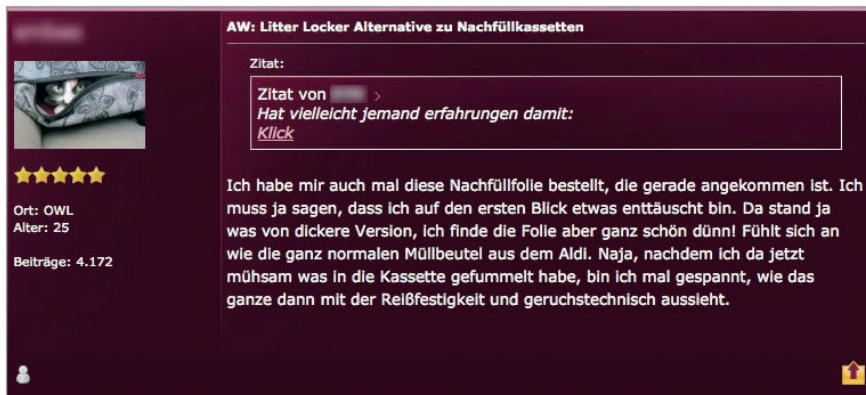 AW: Litter Locker Alternative zu Nachfüllkassetten
Zitat:
Zitat von
Hat vielleicht jemand erfahrungen damit:
Klick
Ort: OWL
Alter: 25
Beiträge: 4.172
Ich habe mir auch mal diese Nachfüllfolie bestellt, die gerade angekommen ist. Ich
muss ja sagen, dass ich auf den ersten Blick etwas enttäuscht bin. Da stand ja
was von dickere Version, ich finde die Folie aber ganz schön dünn! Fühlt sich an
wie die ganz normalen Müllbeutel aus dem Aldi. Naja, nachdem ich da jetzt
mühsam was in die Kassette gefummelt habe, bin ich mal gespannt, wie das
ganze dann mit der Reißfestigkeit und geruchstechnisch aussieht.